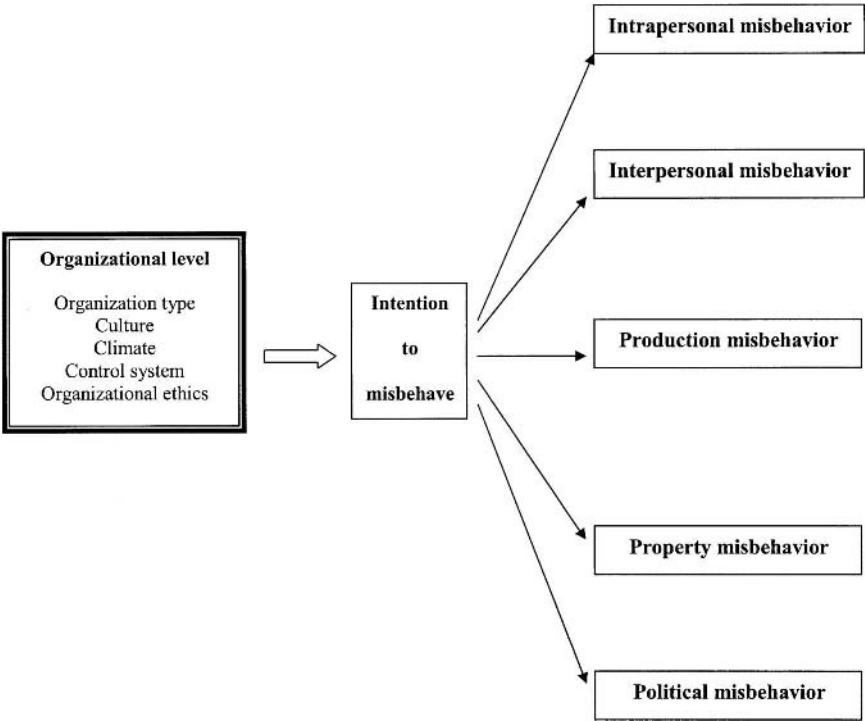 Intrapersonal misbehavior
Interpersonal misbehavior
Organizational level
Organization type
Culture
Climate
Control system
Organizational ethics
Intention
to
misbehave
Production misbehavior
Property misbehavior
Political misbehavior